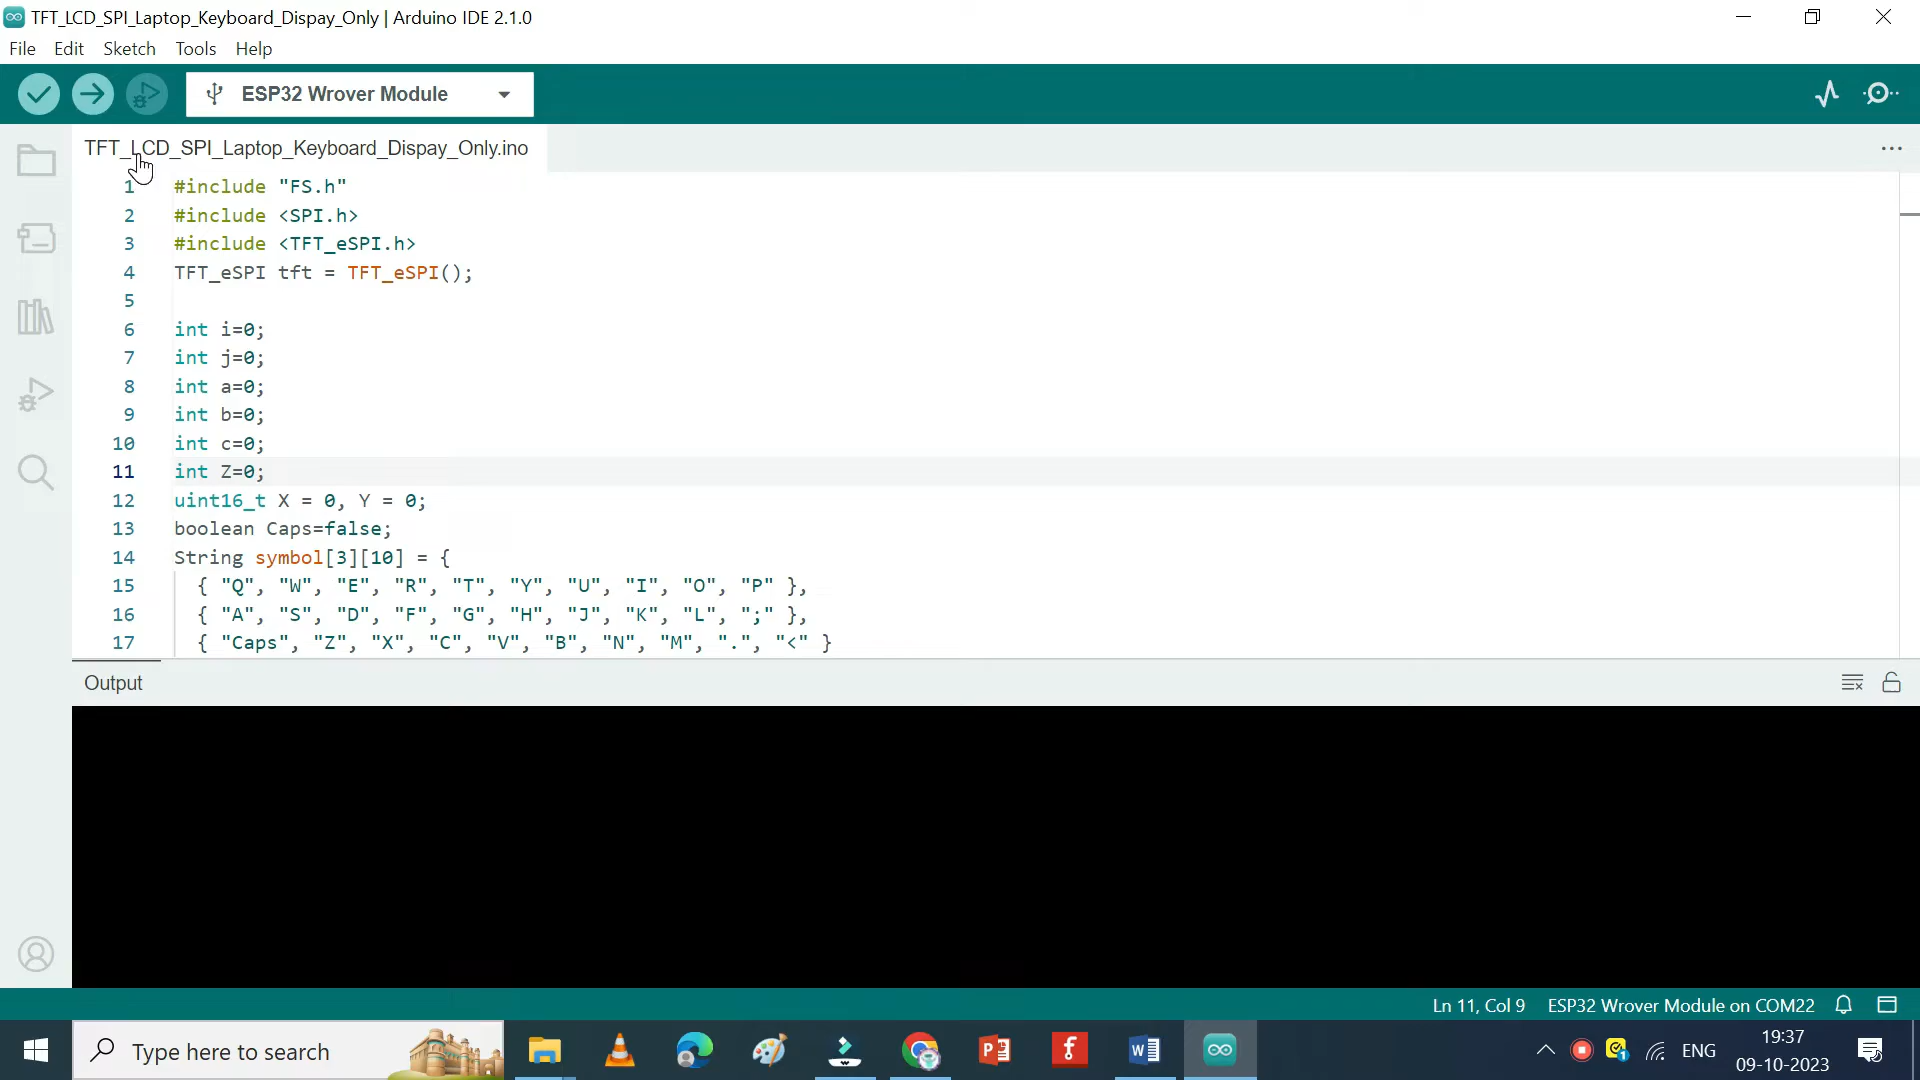 TFT_LCD_SPI_Laptop_Keyboard_Dispay_Only | Arduino IDE 2.1.0
File Edit Sketch Tools Help
ESP32 Wrover Module
TFT_LCD_SPI_Laptop_Keyboard_Dispay_Only.ino
1 #include "FS.h"
2 #include <SPI.h>
3 #include <TFT_eSPI.h>
4 TFT_eSPI tft = TFT_eSPI();
5
6 int i=0;
7 int j=0;
8 int a=0;
9 int b=0;
10 int c=0;
11 int Z=0;
12 uint16_t X = 0, Y = 0;
13 boolean Caps=false;
14 String symbol[3][10] = {
15 { "Q", "W", "E", "R", "T", "Y", "U", "I", "O", "P" },
16 { "A", "S", "D", "F", "G", "H", "J", "K", "L", ";" },
17 { "Caps", "Z", "X", "C", "V", "B", "N", "M", ".", "<" }
Output
Ln 11, Col 9 ESP32 Wrover Module on COM22
Type here to search
ENG
19:37
09-10-2023